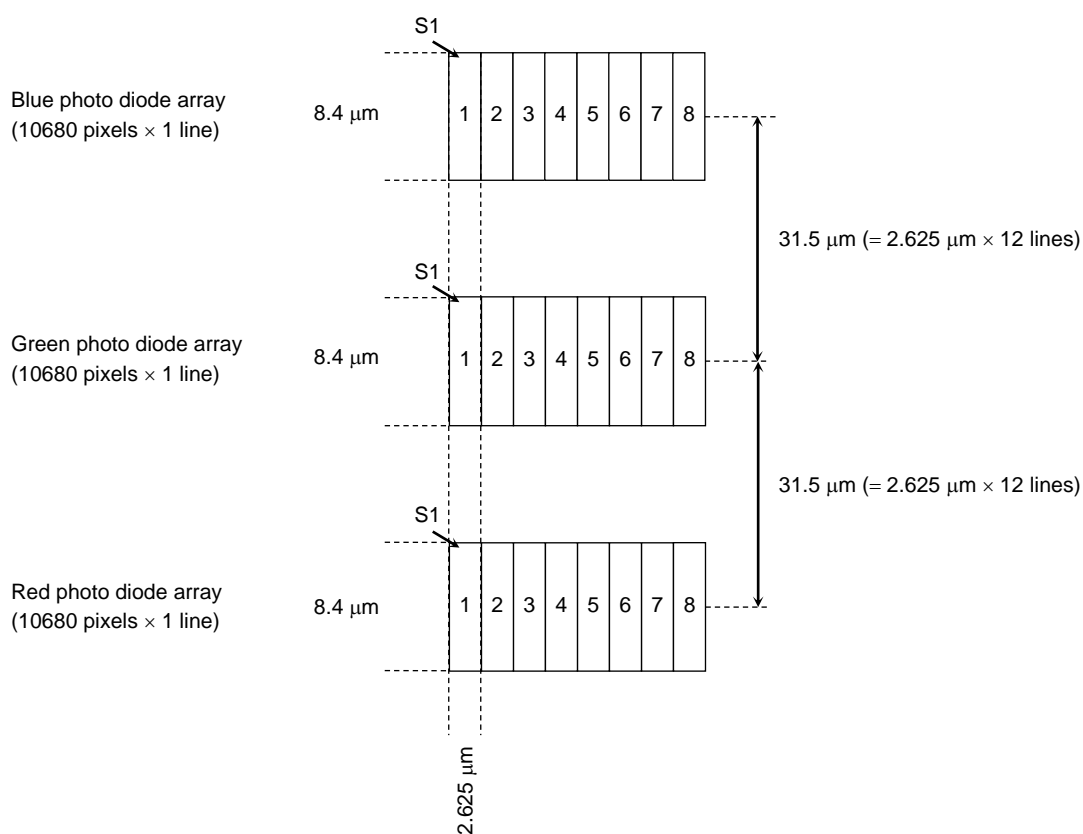 S1
Blue photo diode array
(10680 pixels × 1 line)
8.4 μm
1 2 3 4 5 6 7 8
31.5 μm (= 2.625 μm × 12 lines)
S1
Green photo diode array
(10680 pixels × 1 line)
8.4 μm
1 2 3 4 5 6 7 8
31.5 μm (= 2.625 μm × 12 lines)
S1
Red photo diode array
(10680 pixels × 1 line)
8.4 μm
1 2 3 4 5 6 7 8
2.625 μm